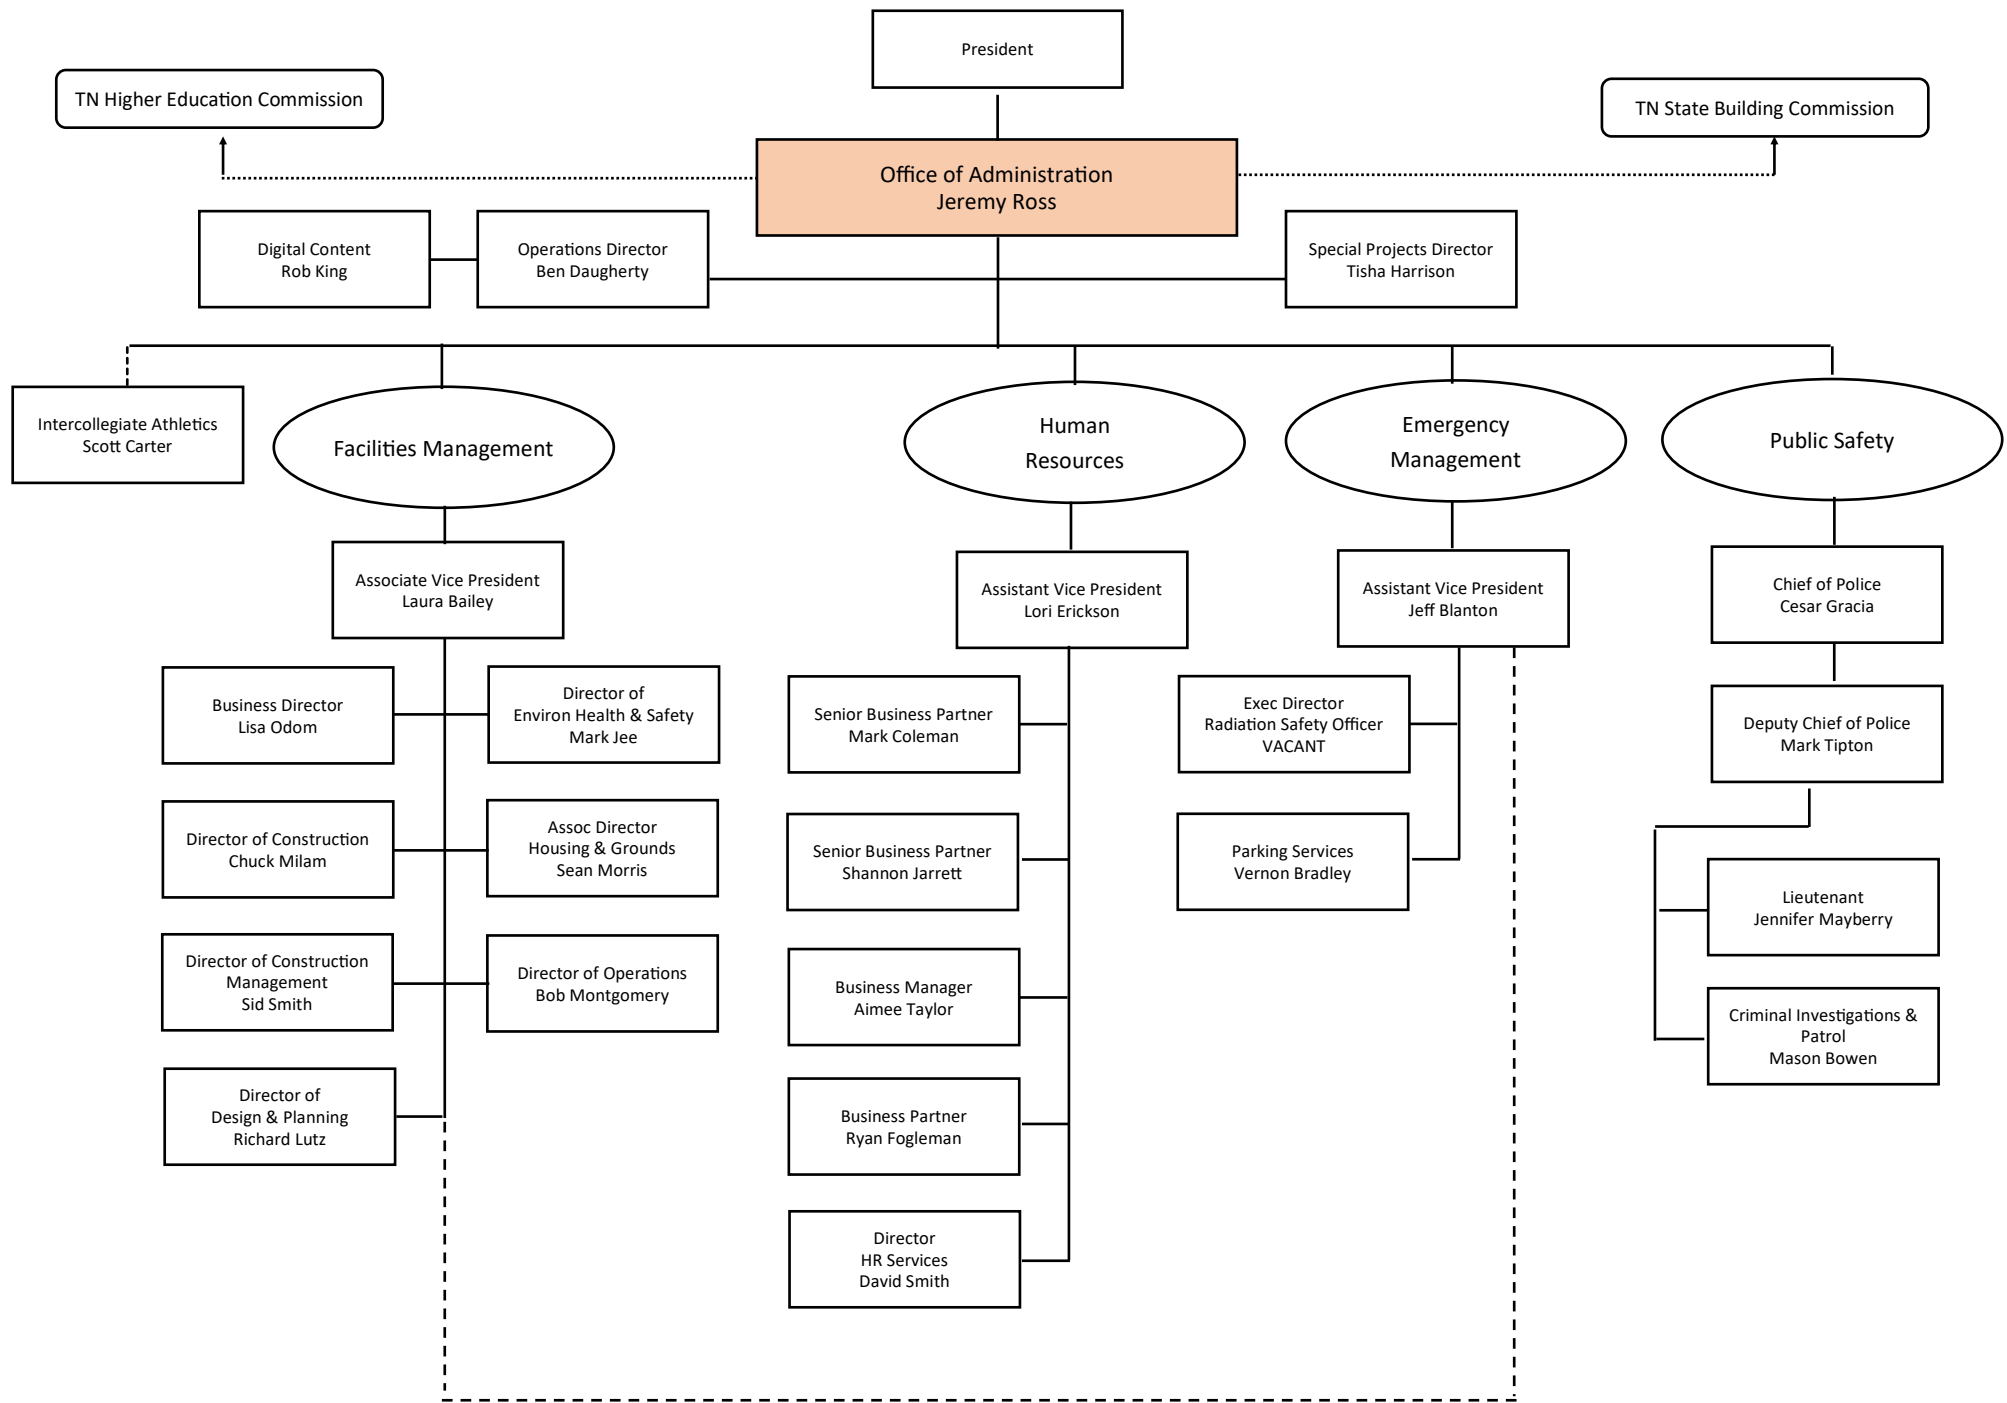 President
TN Higher Education Commission
TN State Building Commission
Office of Administration
Jeremy Ross
Digital Content
Rob King
Operations Director
Ben Daugherty
Special Projects Director
Tisha Harrison
Intercollegiate Athletics
Scott Carter
Facilities Management
Human
Resources
Emergency
Management
Public Safety
Associate Vice President
Laura Bailey
Assistant Vice President
Lori Erickson
Assistant Vice President
Jeff Blanton
Chief of Police
Cesar Gracia
Business Director
Lisa Odom
Director of
Environ Health & Safety
Mark Jee
Senior Business Partner
Mark Coleman
Exec Director
Radiation Safety Officer
VACANT
Deputy Chief of Police
Mark Tipton
Director of Construction
Chuck Milam
Assoc Director
Housing & Grounds
Sean Morris
Senior Business Partner
Shannon Jarrett
Parking Services
Vernon Bradley
Lieutenant
Jennifer Mayberry
Director of Construction
Management
Sid Smith
Director of Operations
Bob Montgomery
Business Manager
Aimee Taylor
Criminal Investigations &
Patrol
Mason Bowen
Director of
Design & Planning
Richard Lutz
Business Partner
Ryan Fogleman
Director
HR Services
David Smith